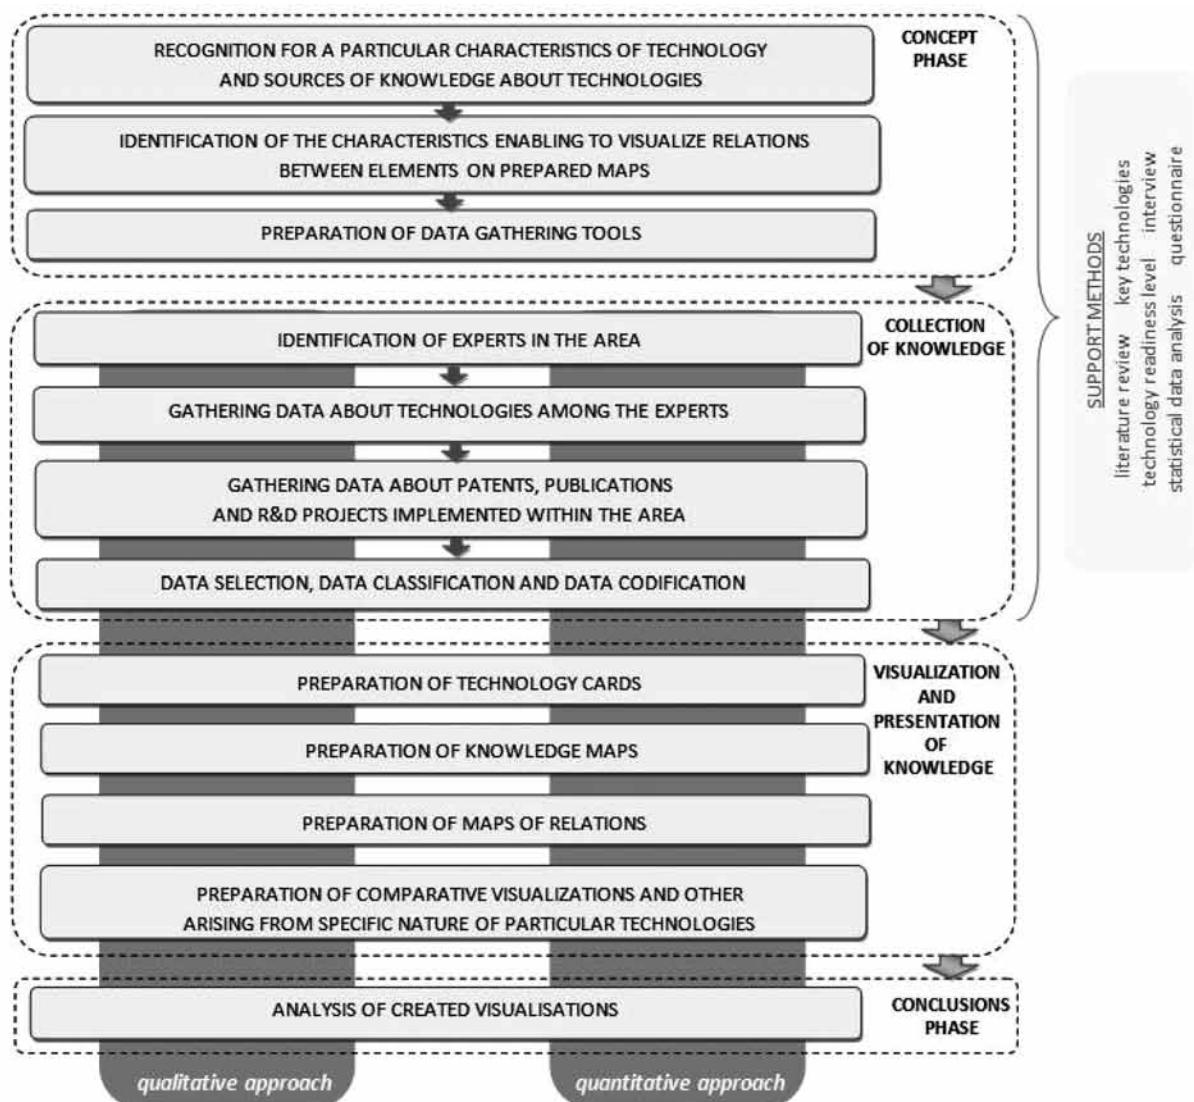 RECOGNITION FOR A PARTICULAR CHARACTERISTICS OF TECHNOLOGY
AND SOURCES OF KNOWLEDGE ABOUT TECHNOLOGIES
CONCEPT
PHASE
IDENTIFICATION OF THE CHARACTERISTICS ENABLING TO VISUALIZE RELATIONS
BETWEEN ELEMENTS ON PREPARED MAPS
PREPARATION OF DATA GATHERING TOOLS
SUPPORT METHODS
literature review key technologies
technology readiness level interview
statistical data analysis questionnaire
IDENTIFICATION OF EXPERTS IN THE AREA
COLLECTION
OF KNOWLEDGE
GATHERING DATA ABOUT TECHNOLOGIES AMONG THE EXPERTS
GATHERING DATA ABOUT PATENTS, PUBLICATIONS
AND R&D PROJECTS IMPLEMENTED WITHIN THE AREA
DATA SELECTION, DATA CLASSIFICATION AND DATA CODIFICATION
PREPARATION OF TECHNOLOGY CARDS
VISUALIZATION
AND
PRESENTATION
OF
KNOWLEDGE
PREPARATION OF KNOWLEDGE MAPS
PREPARATION OF MAPS OF RELATIONS
PREPARATION OF COMPARATIVE VISUALIZATIONS AND OTHER
ARISING FROM SPECIFIC NATURE OF PARTICULAR TECHNOLOGIES
ANALYSIS OF CREATED VISUALISATIONS
CONCLUSIONS
PHASE
qualitative approach
quantitative approach